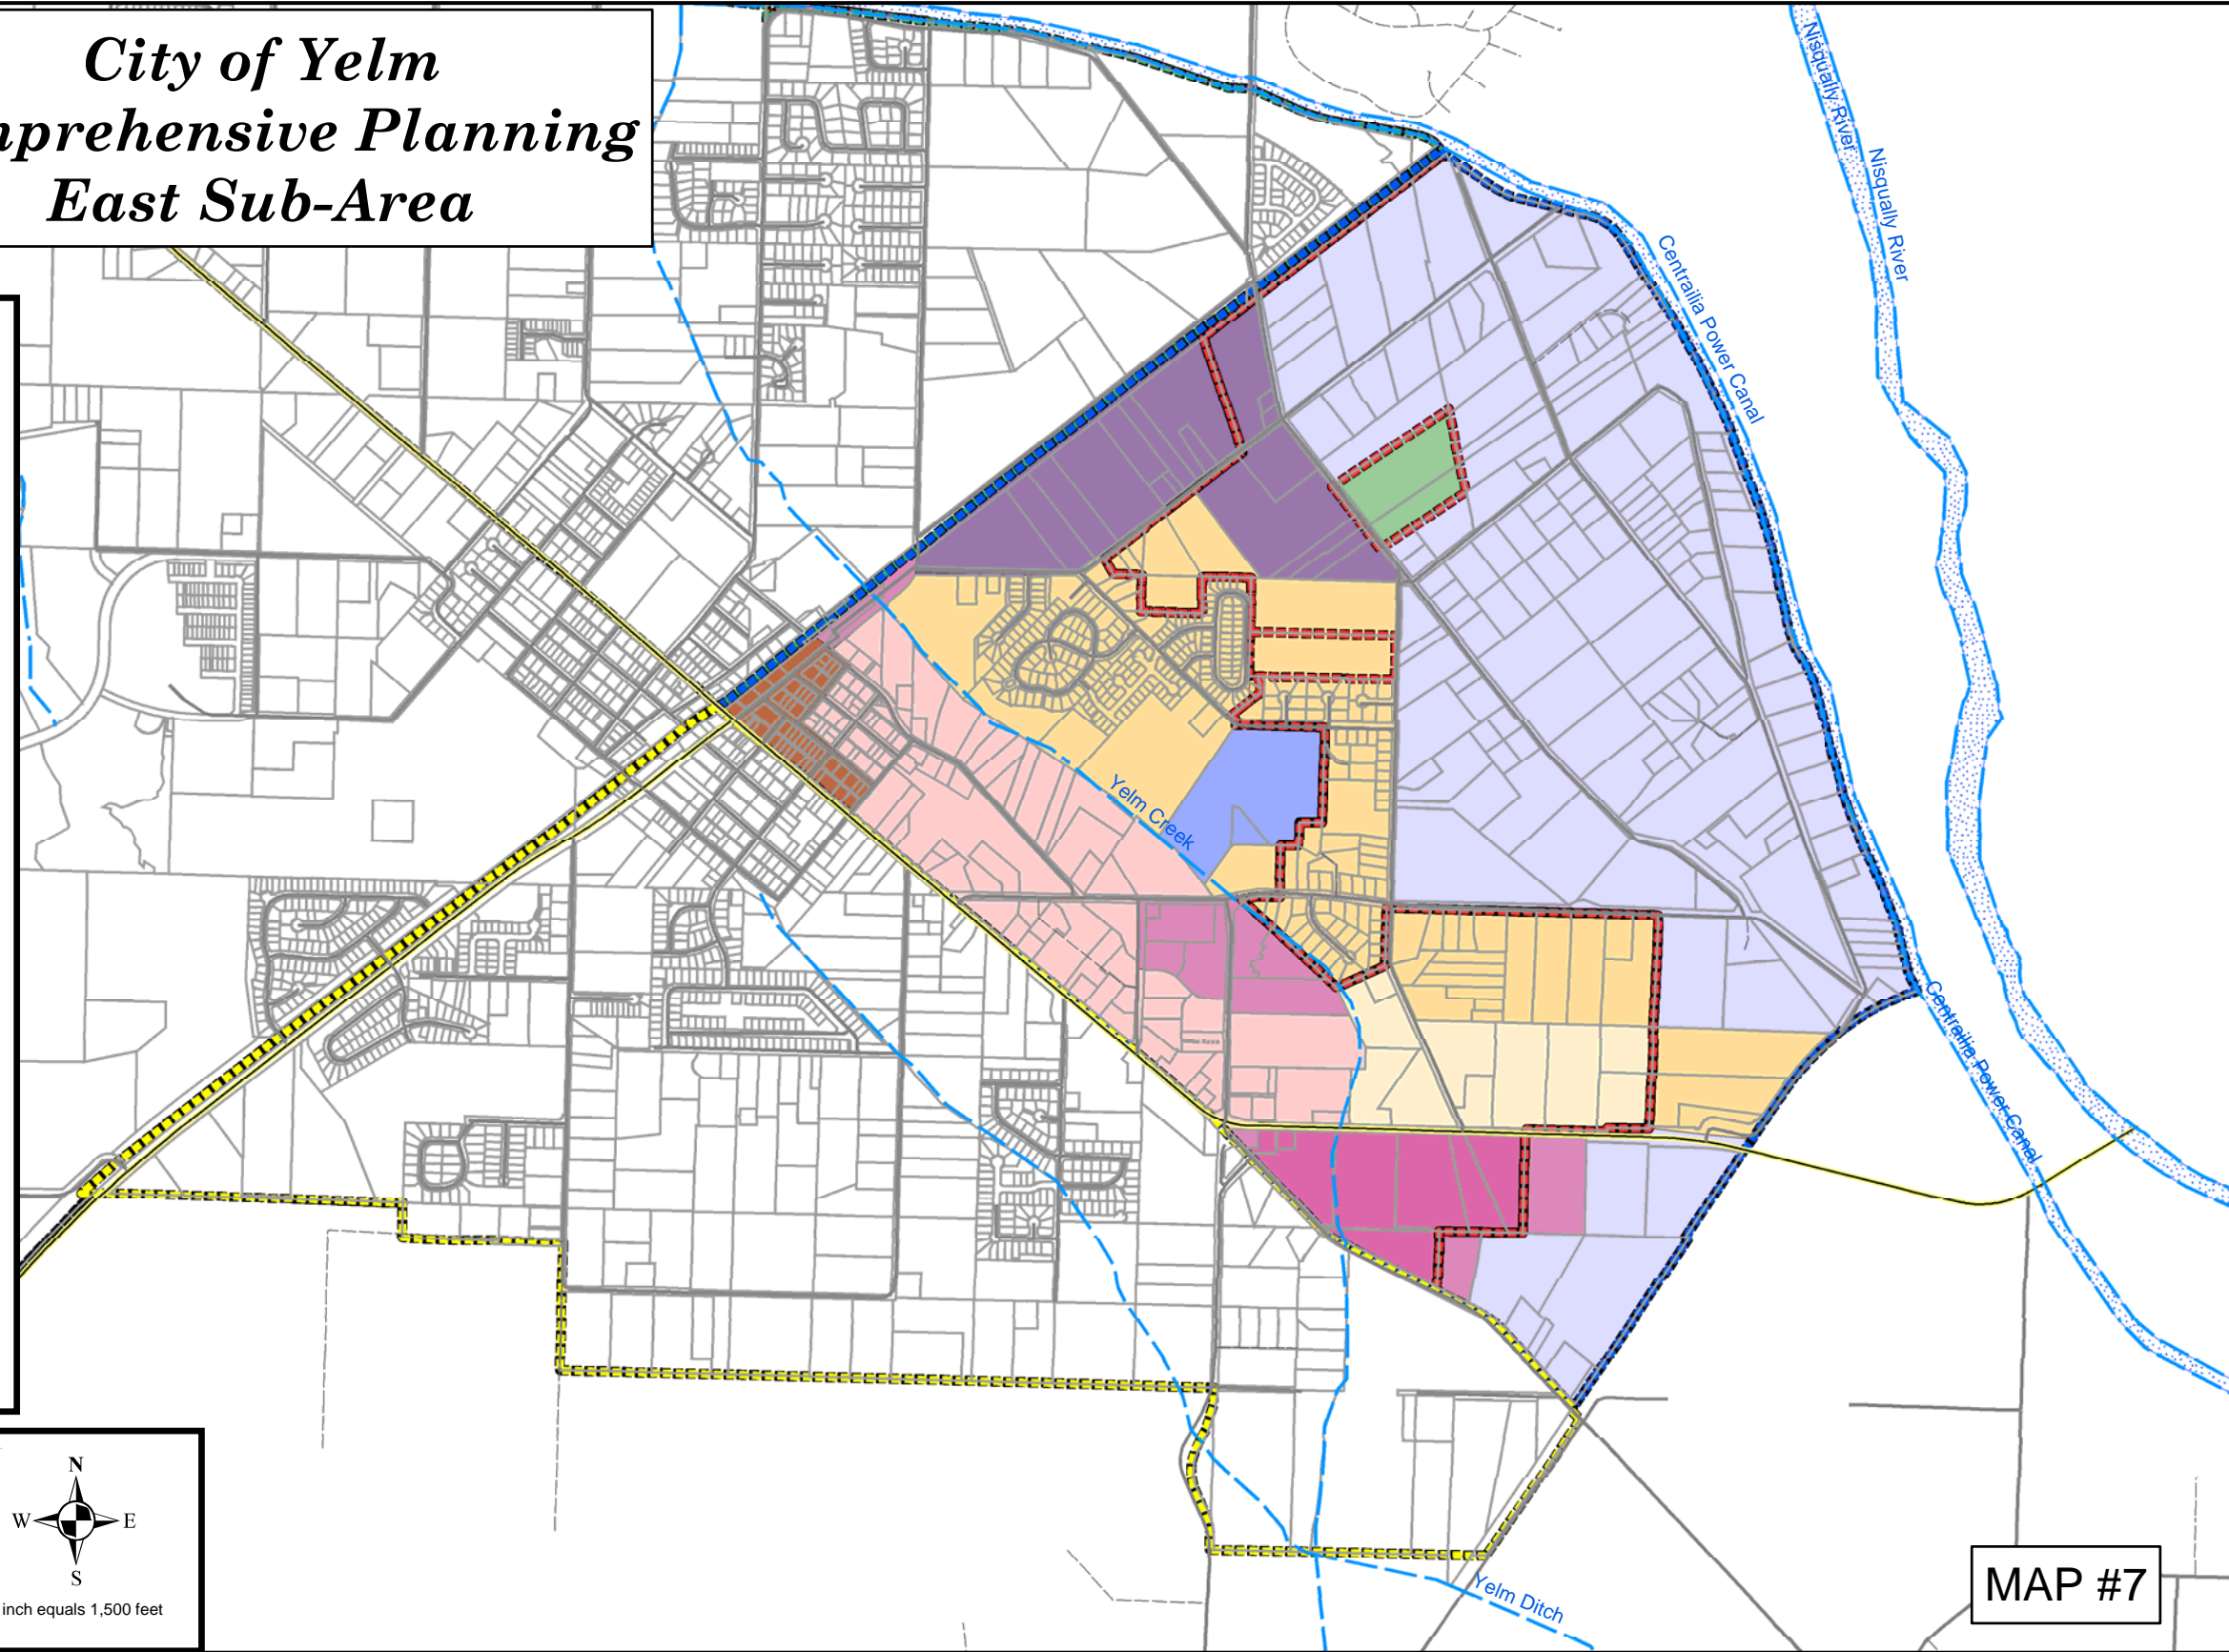 City of Yelm
mprehensive Planning
East Sub-Area
Nisqually River
Nisqually River
Centrailia Power Canal
Yelm Creek
Centrailia Power Canal
N
W E
S
inch equals 1,500 feet
Yelm Ditch
MAP #7